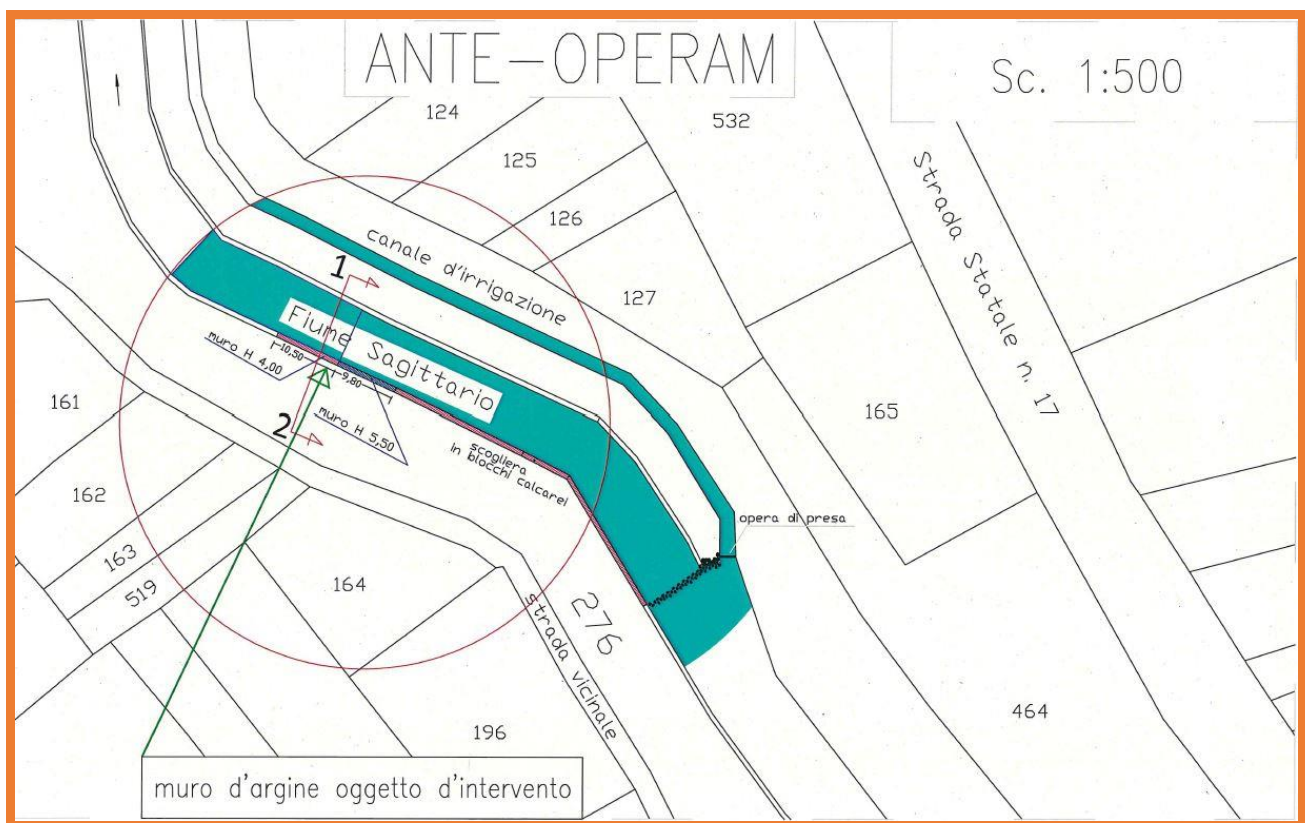 ANTE-OPERAM
Sc. 1:500
124
532
125
126
127
Strada Statale n. 17
canale d'irrigazione
1
Fiume Sagittario
muro H 4,00
10,50
9,80
2
muro H 5,50
scogliera
in blocchi calcarei
161
162
163
519
164
165
opera di presa
276
strada vicinale
196
464
muro d'argine oggetto d'intervento